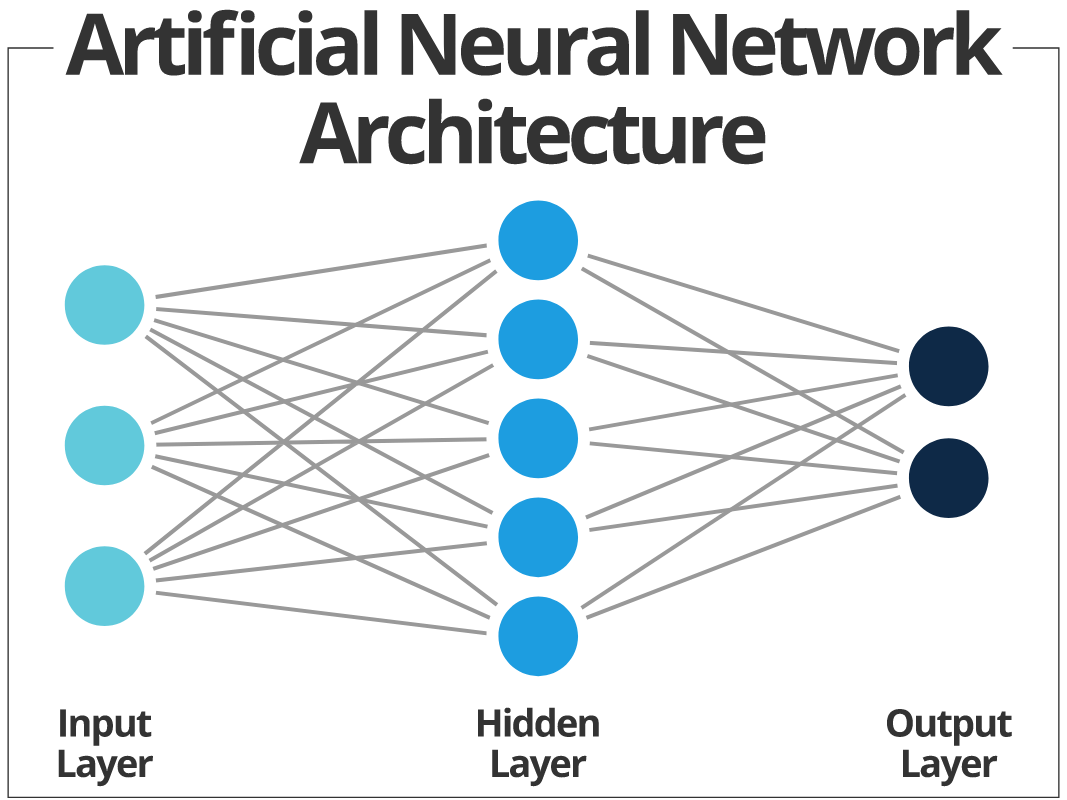 Artificial Neural Network
Architecture
Input
Layer
Hidden
Layer
Output
Layer